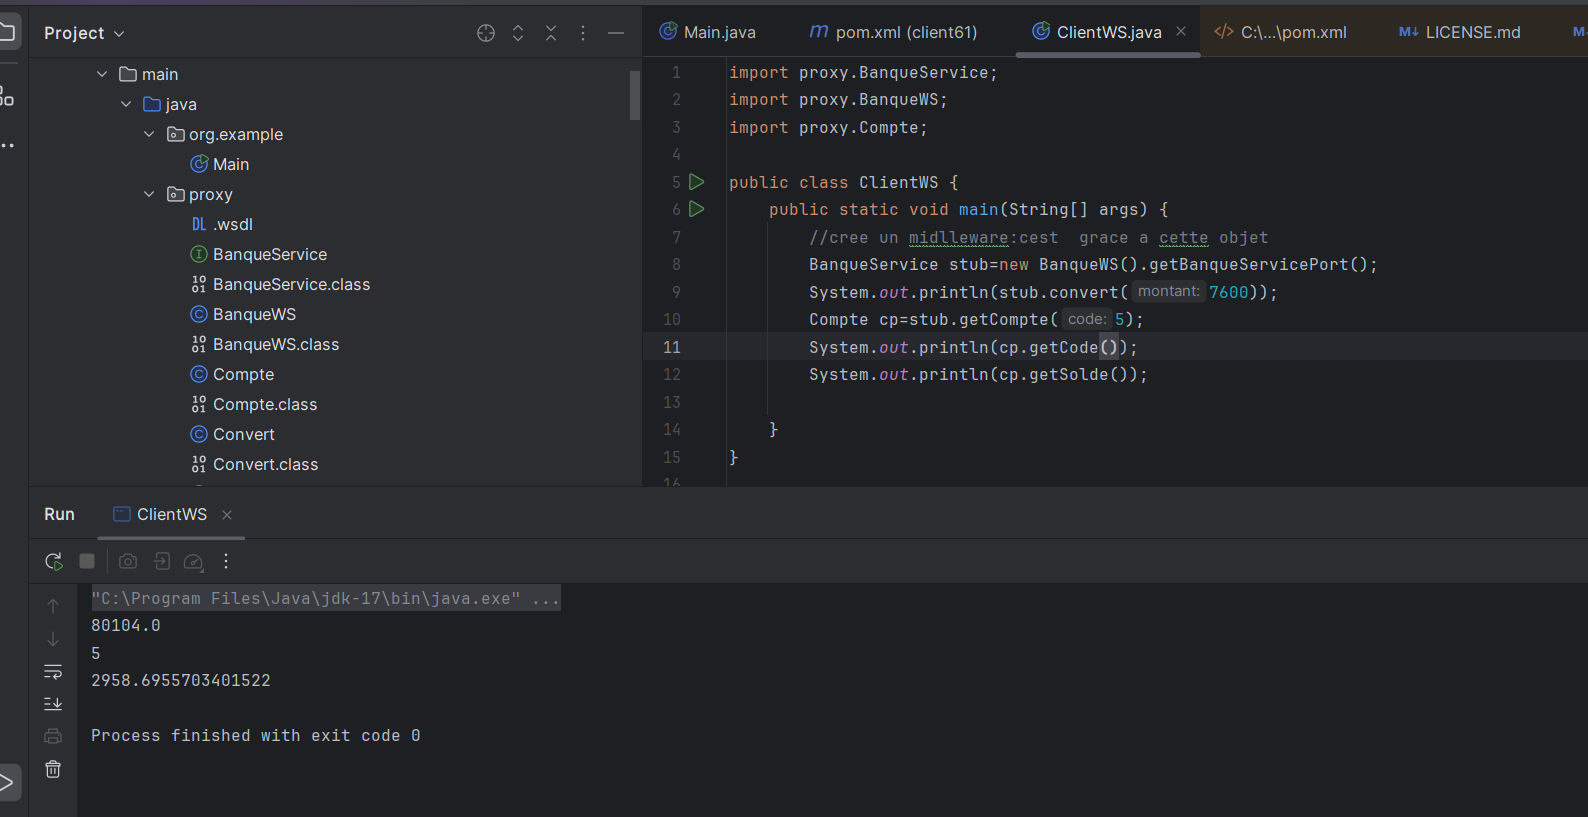 Project
main
java
org.example
Main
proxy
.wsdl
BanqueService
BanqueService.class
BanqueWS
BanqueWS.class
Compte
Compte.class
Convert
Convert.class
Main.java
pom.xml (client61)
ClientWS.java
C:\...\pom.xml
LICENSE.md
1 import proxy.BanqueService;
2 import proxy.BanqueWS;
3 import proxy.Compte;
4
5 public class ClientWS {
6 public static void main(String[] args) {
7 //cree un midlleware:cest  grace a cette objet
8 BanqueService stub=new BanqueWS().getBanqueServicePort();
9 System.out.println(stub.convert( montant: 7600));
10 Compte cp=stub.getCompte( code: 5);
11 System.out.println(cp.getCode());
12 System.out.println(cp.getSolde());
13
14 }
15 }
16
Run
ClientWS
"C:\Program Files\Java\jdk-17\bin\java.exe" ...
80104.0
5
2958.6955703401522
Process finished with exit code 0